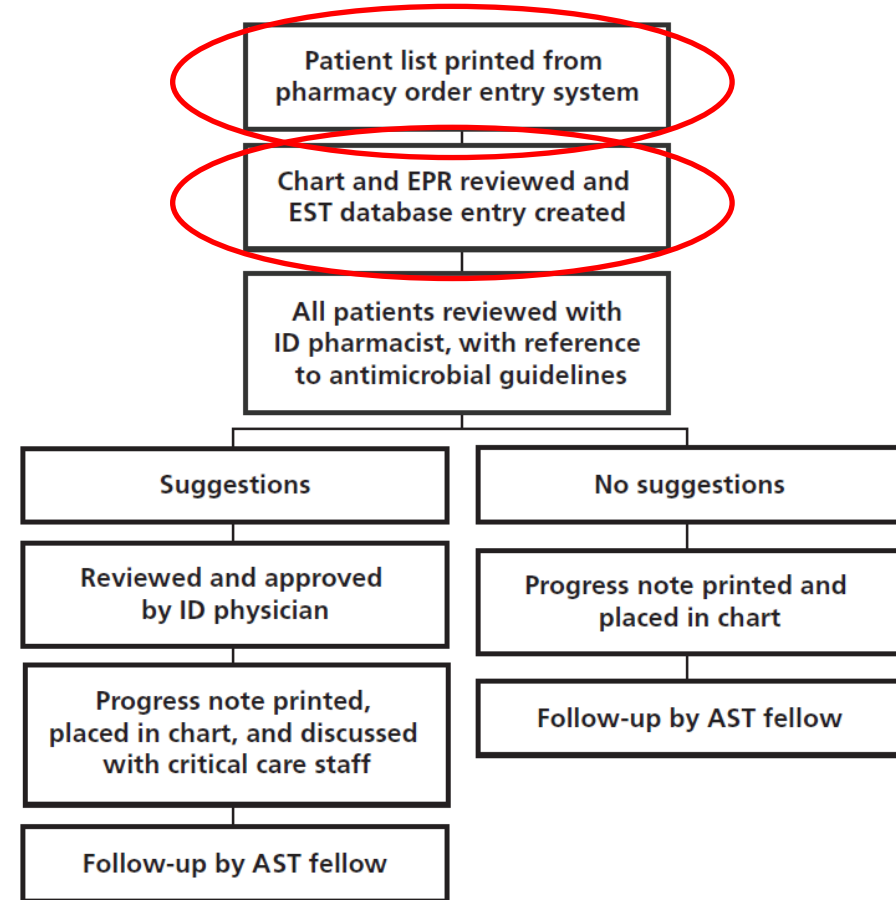 Patient list printed from
pharmacy order entry system
Chart and EPR reviewed and
EST database entry created
All patients reviewed with
ID pharmacist, with reference
to antimicrobial guidelines
Suggestions
Reviewed and approved
by ID physician
Progress note printed,
placed in chart, and discussed
with critical care staff
Follow-up by AST fellow
No suggestions
Progress note printed and
placed in chart
Follow-up by AST fellow